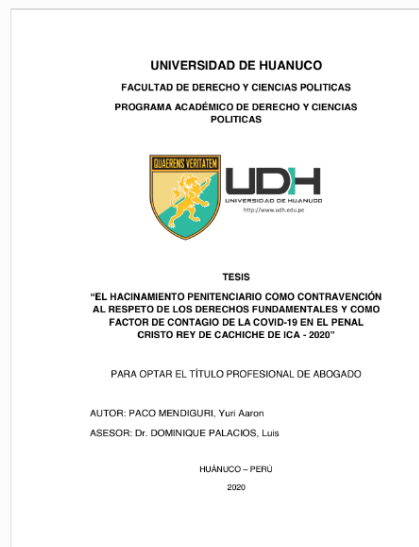 UNIVERSIDAD DE HUANUCO
FACULTAD DE DERECHO Y CIENCIAS POLITICAS
PROGRAMA ACADÉMICO DE DERECHO Y CIENCIAS
POLITICAS
QUAERENS VERITATEM
UDH
UNIVERSIDAD DE HUANUCO
http://www.udh.edu.pe
TESIS
“EL HACINAMIENTO PENITENCIARIO COMO CONTRAVENCIÓN
AL RESPETO DE LOS DERECHOS FUNDAMENTALES Y COMO
FACTOR DE CONTAGIO DE LA COVID-19 EN EL PENAL
CRISTO REY DE CACHICHE DE ICA - 2020”
PARA OPTAR EL TÍTULO PROFESIONAL DE ABOGADO
AUTOR: PACO MENDIGURI, Yuri Aaron
ASESOR: Dr. DOMINIQUE PALACIOS, Luis
HUÁNUCO – PERÚ
2020